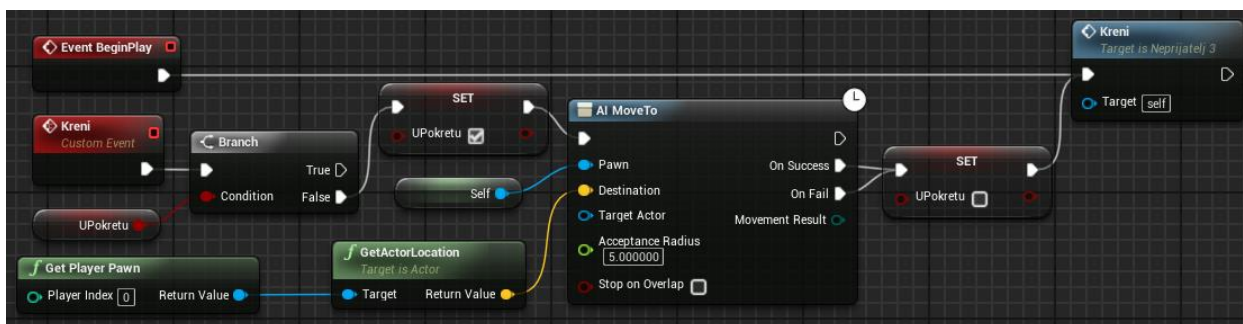 Event BeginPlay
Kreni
Custom Event
UPokretu
Branch
True
Condition
False
SET
UPokretu
Self
Get Player Pawn
Player Index 0
Return Value
GetActorLocation
Target is Actor
Target
Return Value
AI MoveTo
Pawn
On Success
Destination
On Fail
Target Actor
Movement Result
Acceptance Radius
5.000000
Stop on Overlap
SET
UPokretu
Kreni
Target is Neprijatelj 3
Target self